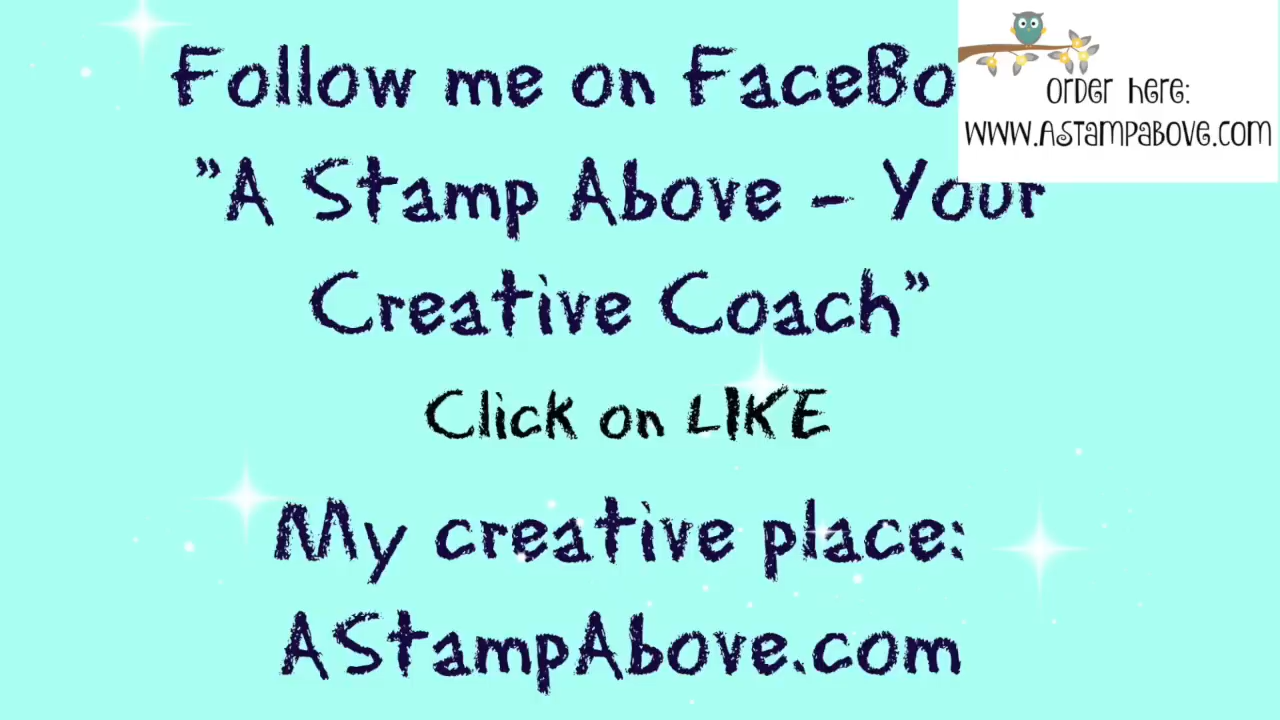 Follow me on FaceBo
"A Stamp Above - Your
Creative Coach"
Click on LIKE
My creative place:
AStampAbove.com
Order here:
www.AStampAbove.com